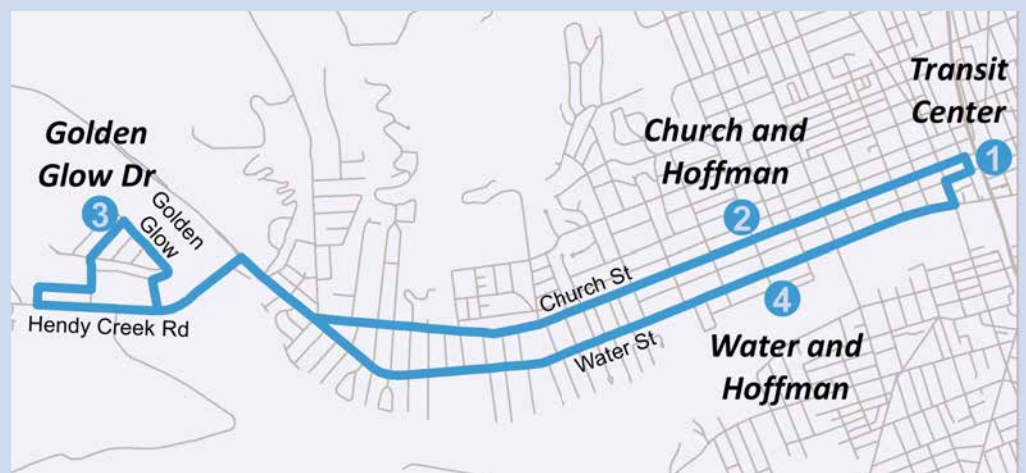 Transit
Center
1
Church and
Hoffman
2
Golden
Glow Dr
3
Golden
Glow
Church St
4
Hendy Creek Rd
Water St
Water and
Hoffman